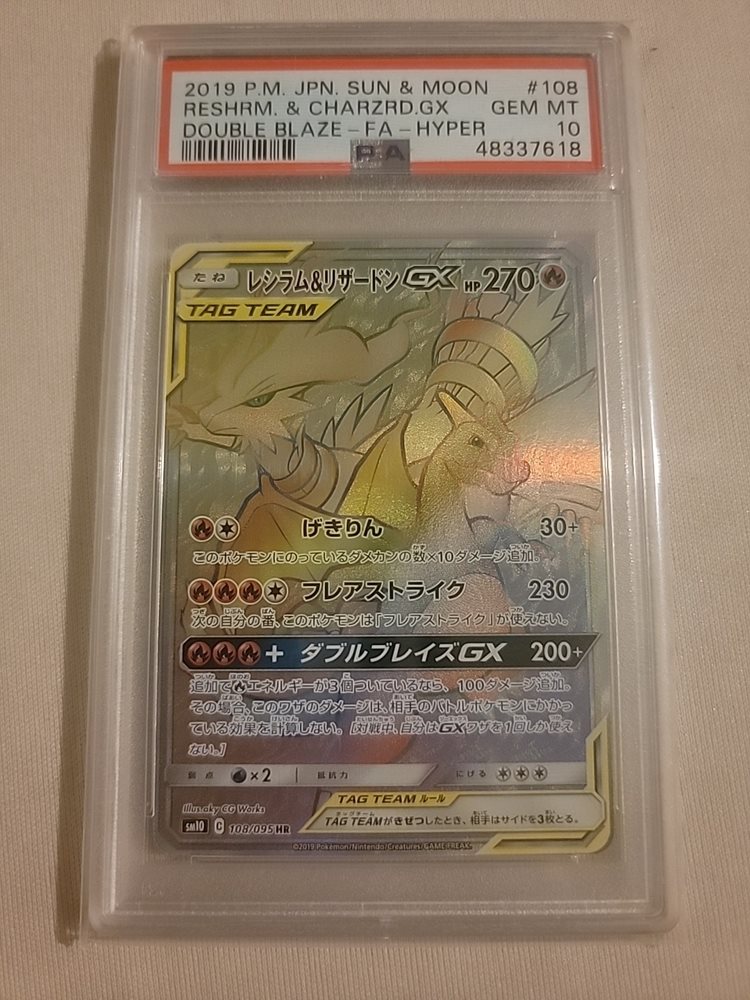 2019 P.M. JPN. SUN & MOON #108
RESHRM. & CHARZRD.GX GEM MT
DOUBLE BLAZE-FA-HYPER 10
PSA 48337618
たね レシラム&リザードンGX HP270
TAG TEAM
げきりん 30+
このポケモンにのっているダメカンの数×10ダメージ追加。
フレアストライク 230
次の自分の番、このポケモンは「フレアストライク」が使えない。
+ ダブルブレイズGX 200+
追加でエネルギーが3個ついているなら、100ダメージ追加。
その場合、このワザのダメージは、相手のバトルポケモンにかかっ
ている効果を計算しない。[対戦中、自分はGXワザを1回しか使え
ない。]
弱点 ×2 抵抗力 にげる
Illus.aky CG Works
TAG TEAM ルール
TAG TEAMがきぜつしたとき、相手はサイドを3枚とる。
sm10 C 108/095 HR
©2019 Pokémon/Nintendo/Creatures/GAME FREAK.